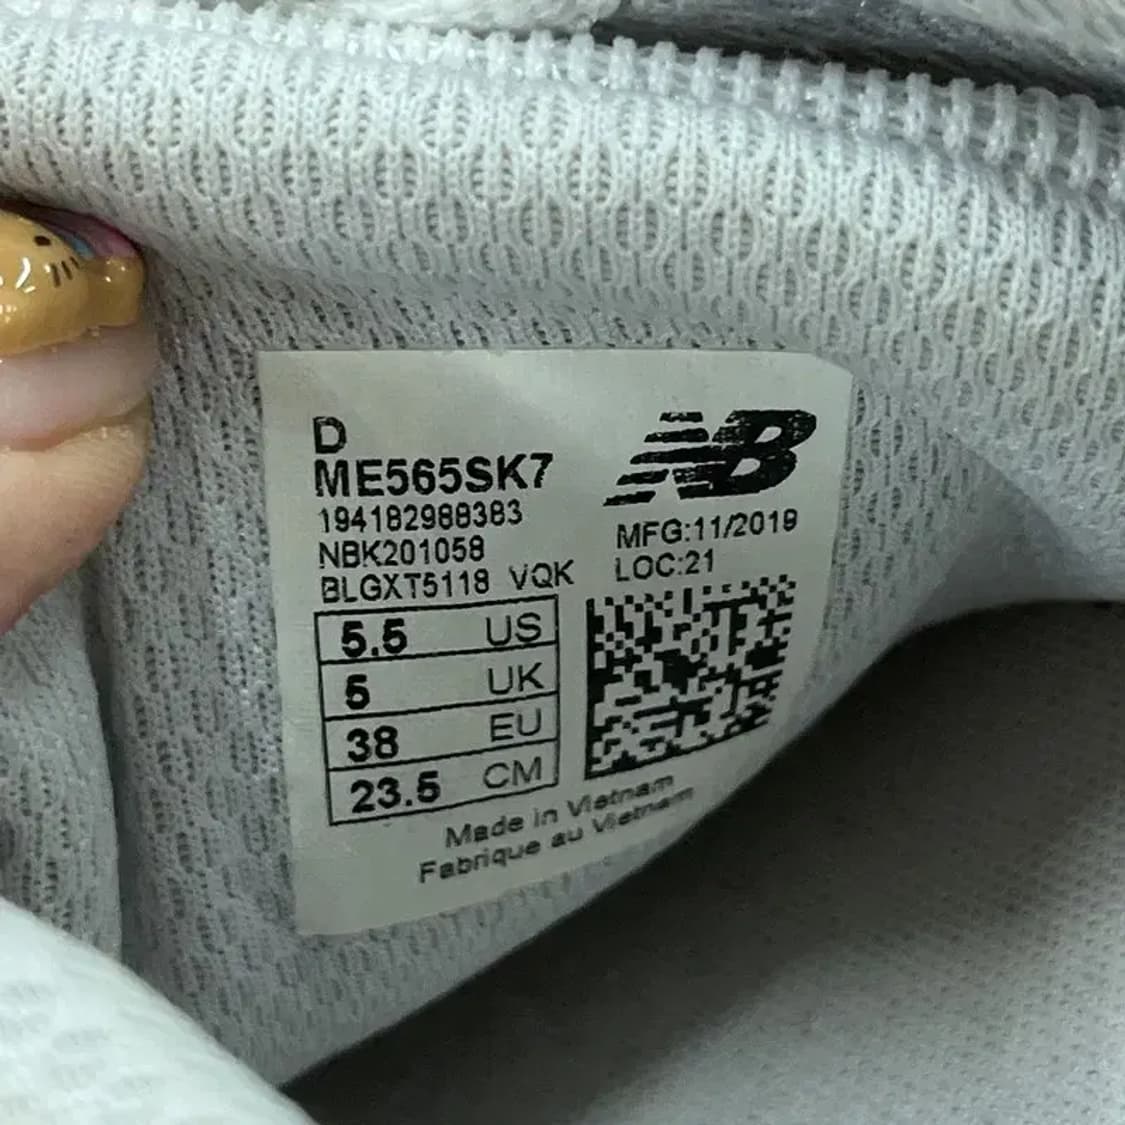 D
ME565SK7
194182988383
NBK201058
BLGXT5118 VQK
NB
MFG:11/2019
LOC:21
5.5 US
5 UK
38 EU
23.5 CM
Made in Vietnam
Fabrique au Vietnam